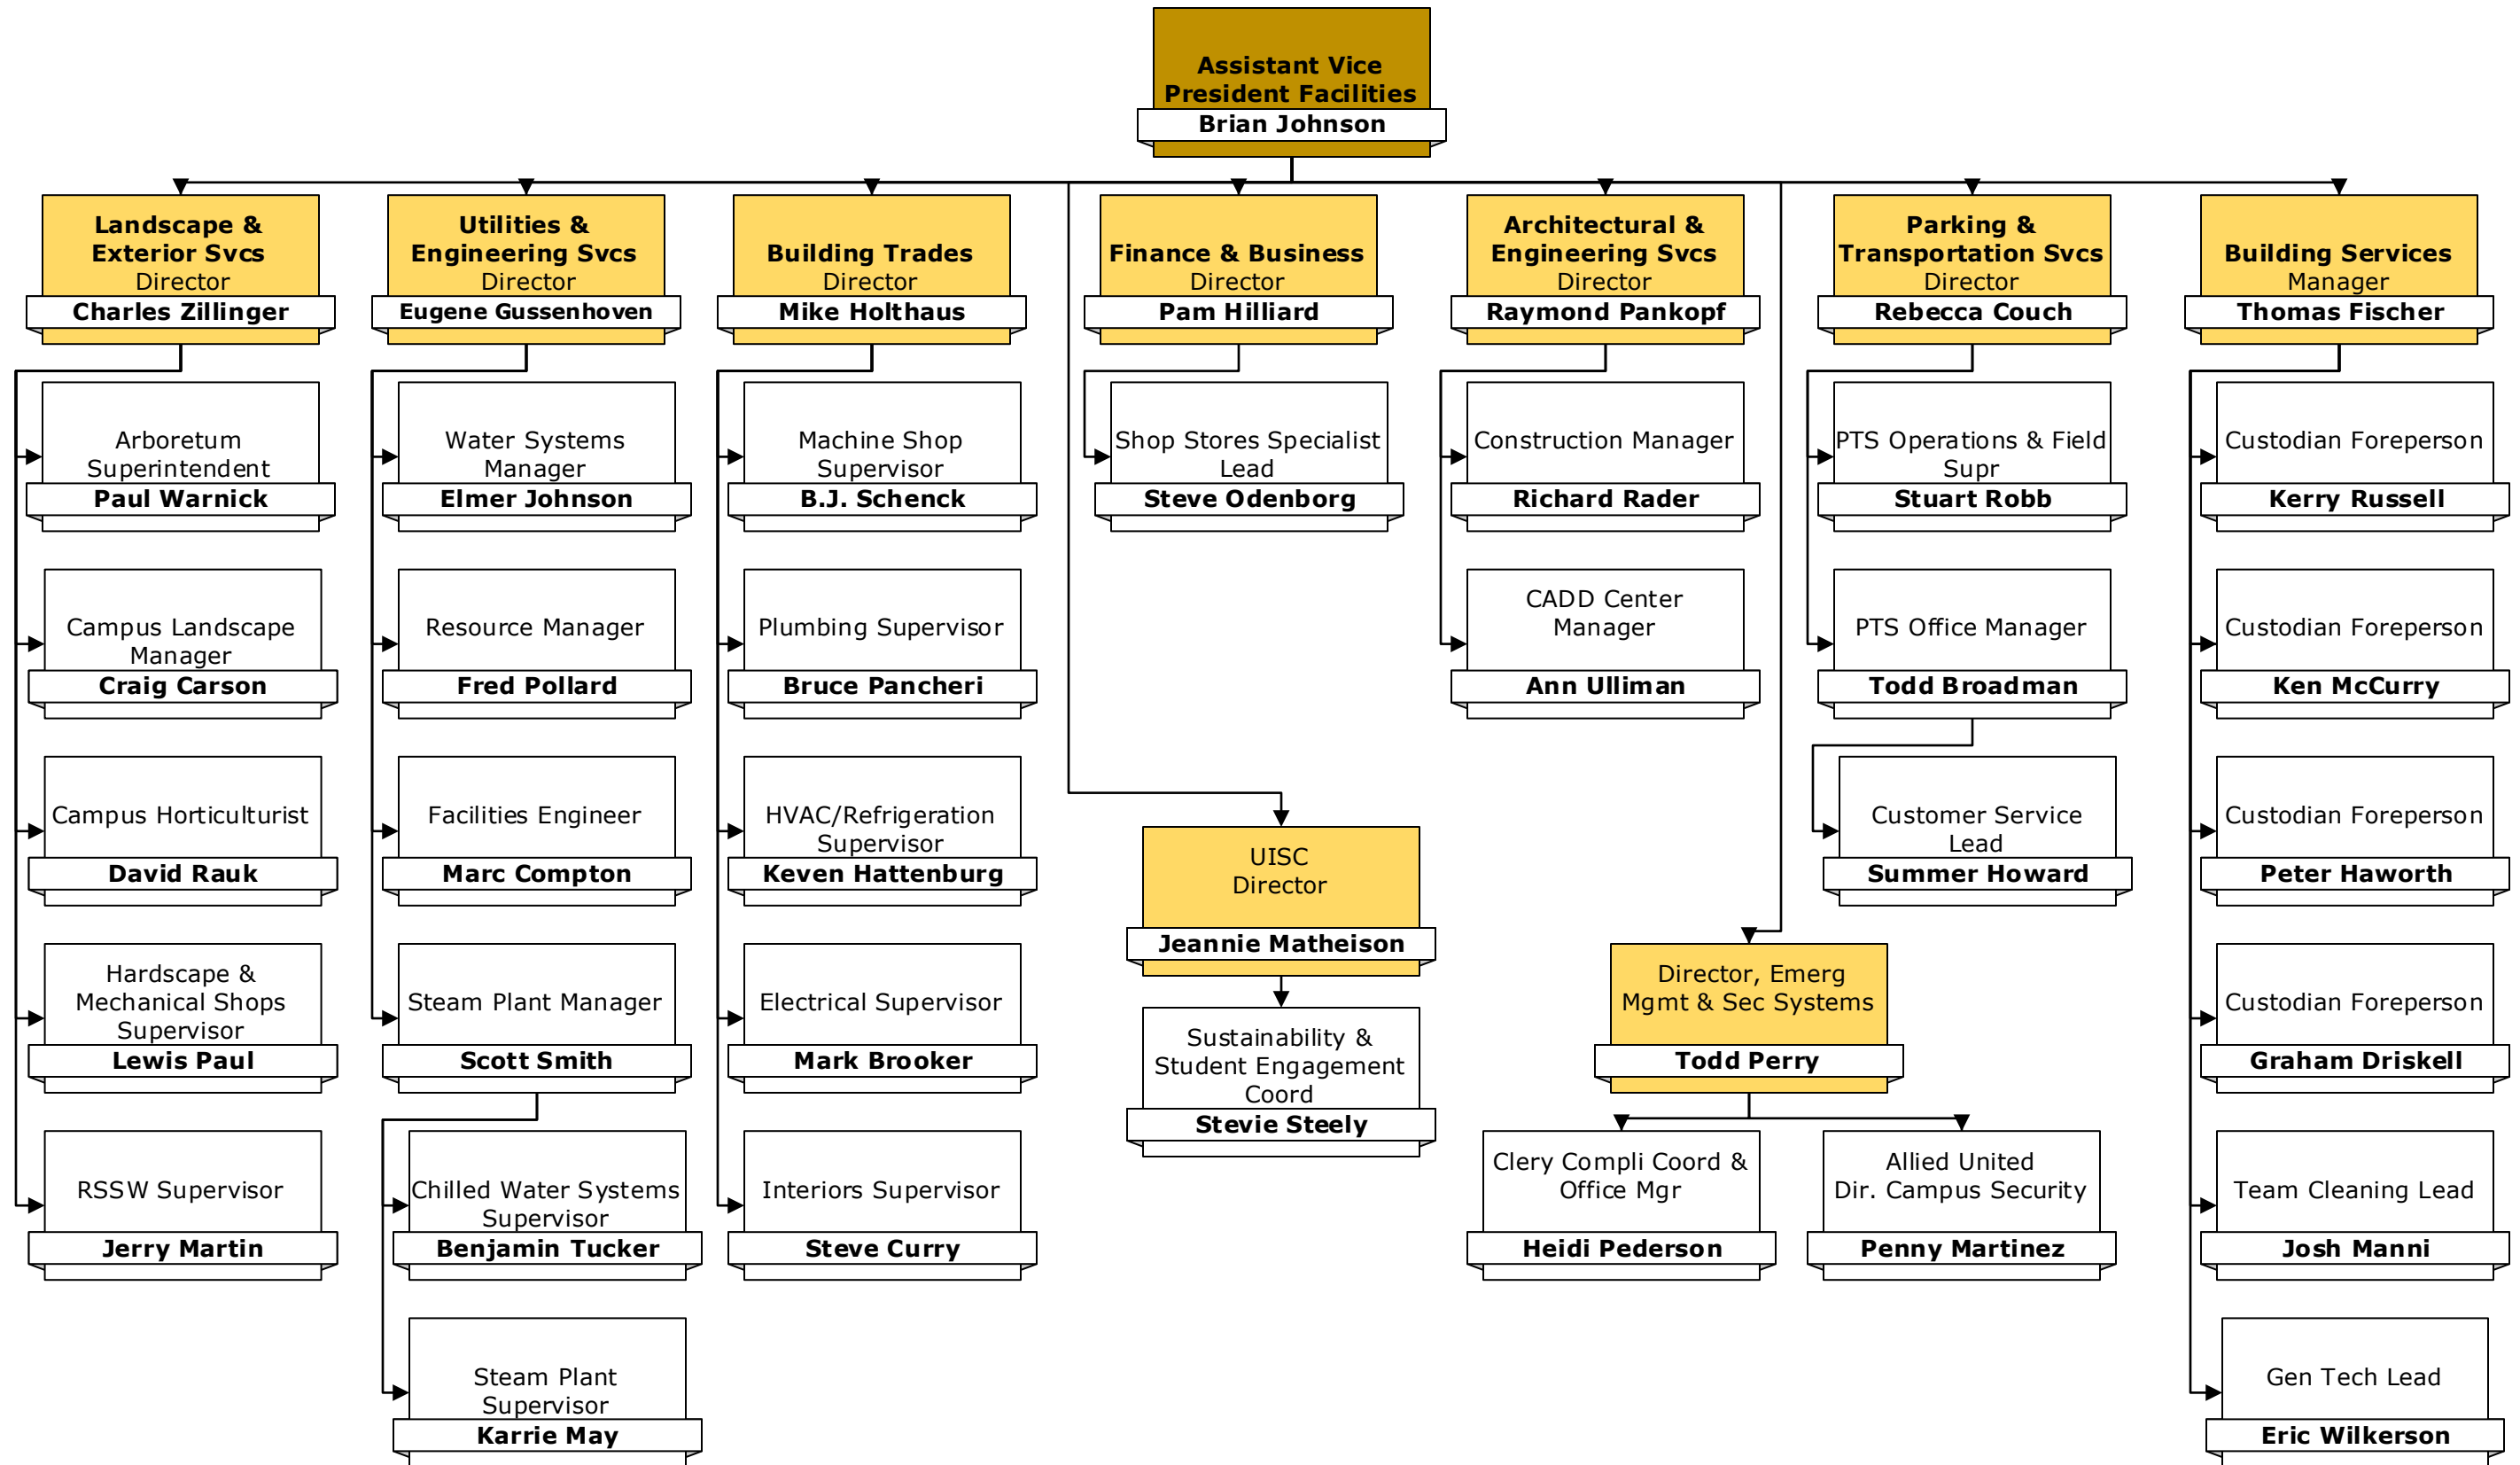 Assistant Vice
President Facilities
Brian Johnson
Landscape &
Exterior Svcs
Director
Charles Zillinger
Utilities &
Engineering Svcs
Director
Eugene Gussenhoven
Building Trades
Director
Mike Holthaus
Finance & Business
Director
Pam Hilliard
Architectural &
Engineering Svcs
Director
Raymond Pankopf
Parking &
Transportation Svcs
Director
Rebecca Couch
Building Services
Manager
Thomas Fischer
Arboretum
Superintendent
Paul Warnick
Water Systems
Manager
Elmer Johnson
Machine Shop
Supervisor
B.J. Schenck
Shop Stores Specialist
Lead
Steve Odenborg
Construction Manager
Richard Rader
PTS Operations & Field
Supr
Stuart Robb
Custodian Foreperson
Kerry Russell
Campus Landscape
Manager
Craig Carson
Resource Manager
Fred Pollard
Plumbing Supervisor
Bruce Pancheri
CADD Center
Manager
Ann Ulliman
PTS Office Manager
Todd Broadman
Custodian Foreperson
Ken McCurry
Campus Horticulturist
David Rauk
Facilities Engineer
Marc Compton
HVAC/Refrigeration
Supervisor
Keven Hattenburg
UISC
Director
Jeannie Matheison
Customer Service
Lead
Summer Howard
Custodian Foreperson
Peter Haworth
Hardscape &
Mechanical Shops
Supervisor
Lewis Paul
Steam Plant Manager
Scott Smith
Electrical Supervisor
Mark Brooker
Sustainability &
Student Engagement
Coord
Stevie Steely
Director, Emerg
Mgmt & Sec Systems
Todd Perry
Custodian Foreperson
Graham Driskell
RSSW Supervisor
Jerry Martin
Chilled Water Systems
Supervisor
Benjamin Tucker
Interiors Supervisor
Steve Curry
Clery Compli Coord &
Office Mgr
Heidi Pederson
Allied United
Dir. Campus Security
Penny Martinez
Team Cleaning Lead
Josh Manni
Steam Plant
Supervisor
Karrie May
Gen Tech Lead
Eric Wilkerson